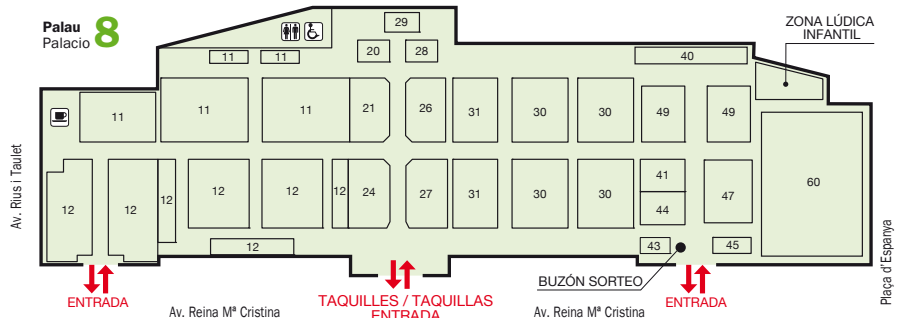 Palau
Palacio
8
29
20
28
11
11
40
ZONA LÚDICA
INFANTIL
11
11
11
21
26
31
30
30
49
49
12
12
12
12
12
12
24
27
31
30
30
41
44
47
60
12
43
45
Av. Rius i Taulet
Plaça d'Espanya
BUZÓN SORTEO
ENTRADA
TAQUILLES / TAQUILLAS
ENTRADA
ENTRADA
Av. Reina Mª Cristina
Av. Reina Mª Cristina